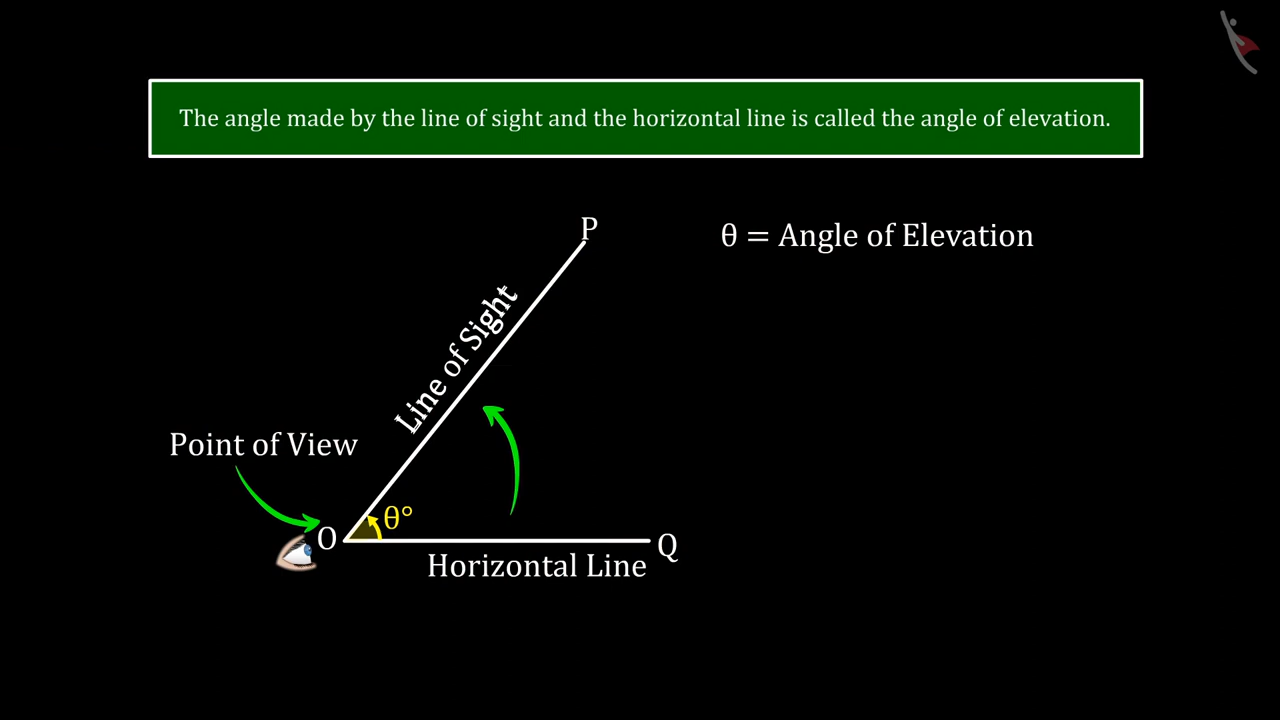 The angle made by the line of sight and the horizontal line is called the angle of elevation.
P
θ = Angle of Elevation
Line of Sight
Point of View
θ°
O
Q
Horizontal Line